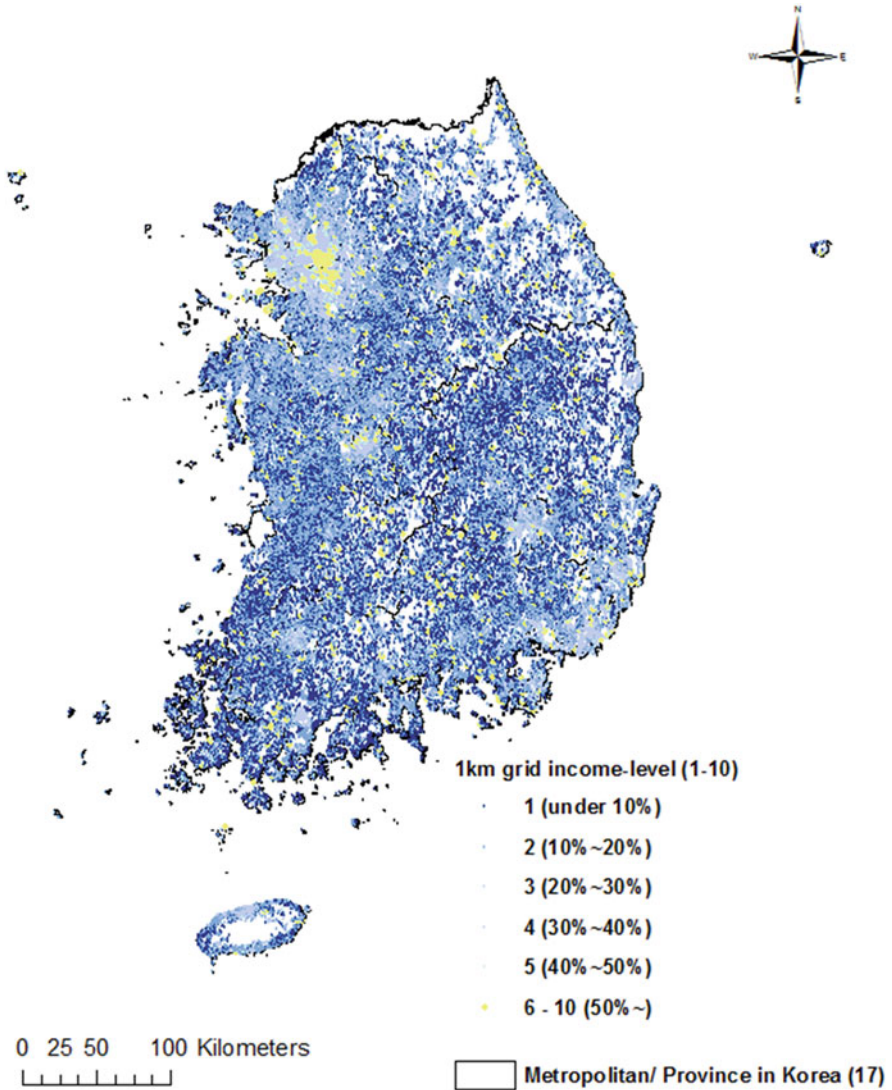 N
W E
S
1km grid income-level (1-10)
1 (under 10%)
2 (10%~20%)
3 (20%~30%)
4 (30%~40%)
5 (40%~50%)
6 - 10 (50%~)
0 25 50 100 Kilometers
Metropolitan/ Province in Korea (17)